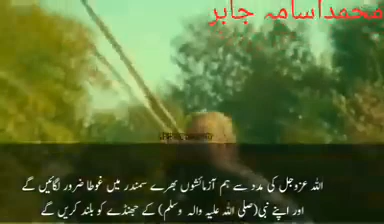 محمد اسامہ جابر
اللہ عزوجل کی مدد سے ہم آزمائشوں بھرے سمندر میں غوطا ضرور لگائیں گے
اور اپنے نبی(صلی اللہ علیہ والہ وسلم) کے جھنڈے کو بلند کریں گے